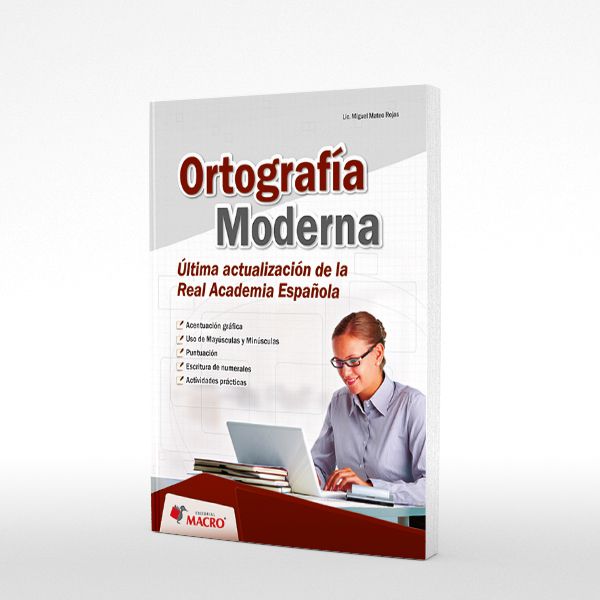 Lic. Miguel Mateo Rojas
Ortografía
Moderna
Última actualización de la
Real Academia Española
Acentuación gráfica
Uso de Mayúsculas y Minúsculas
Puntuación
Escritura de numerales
Actividades prácticas
EDITORIAL
MACRO®